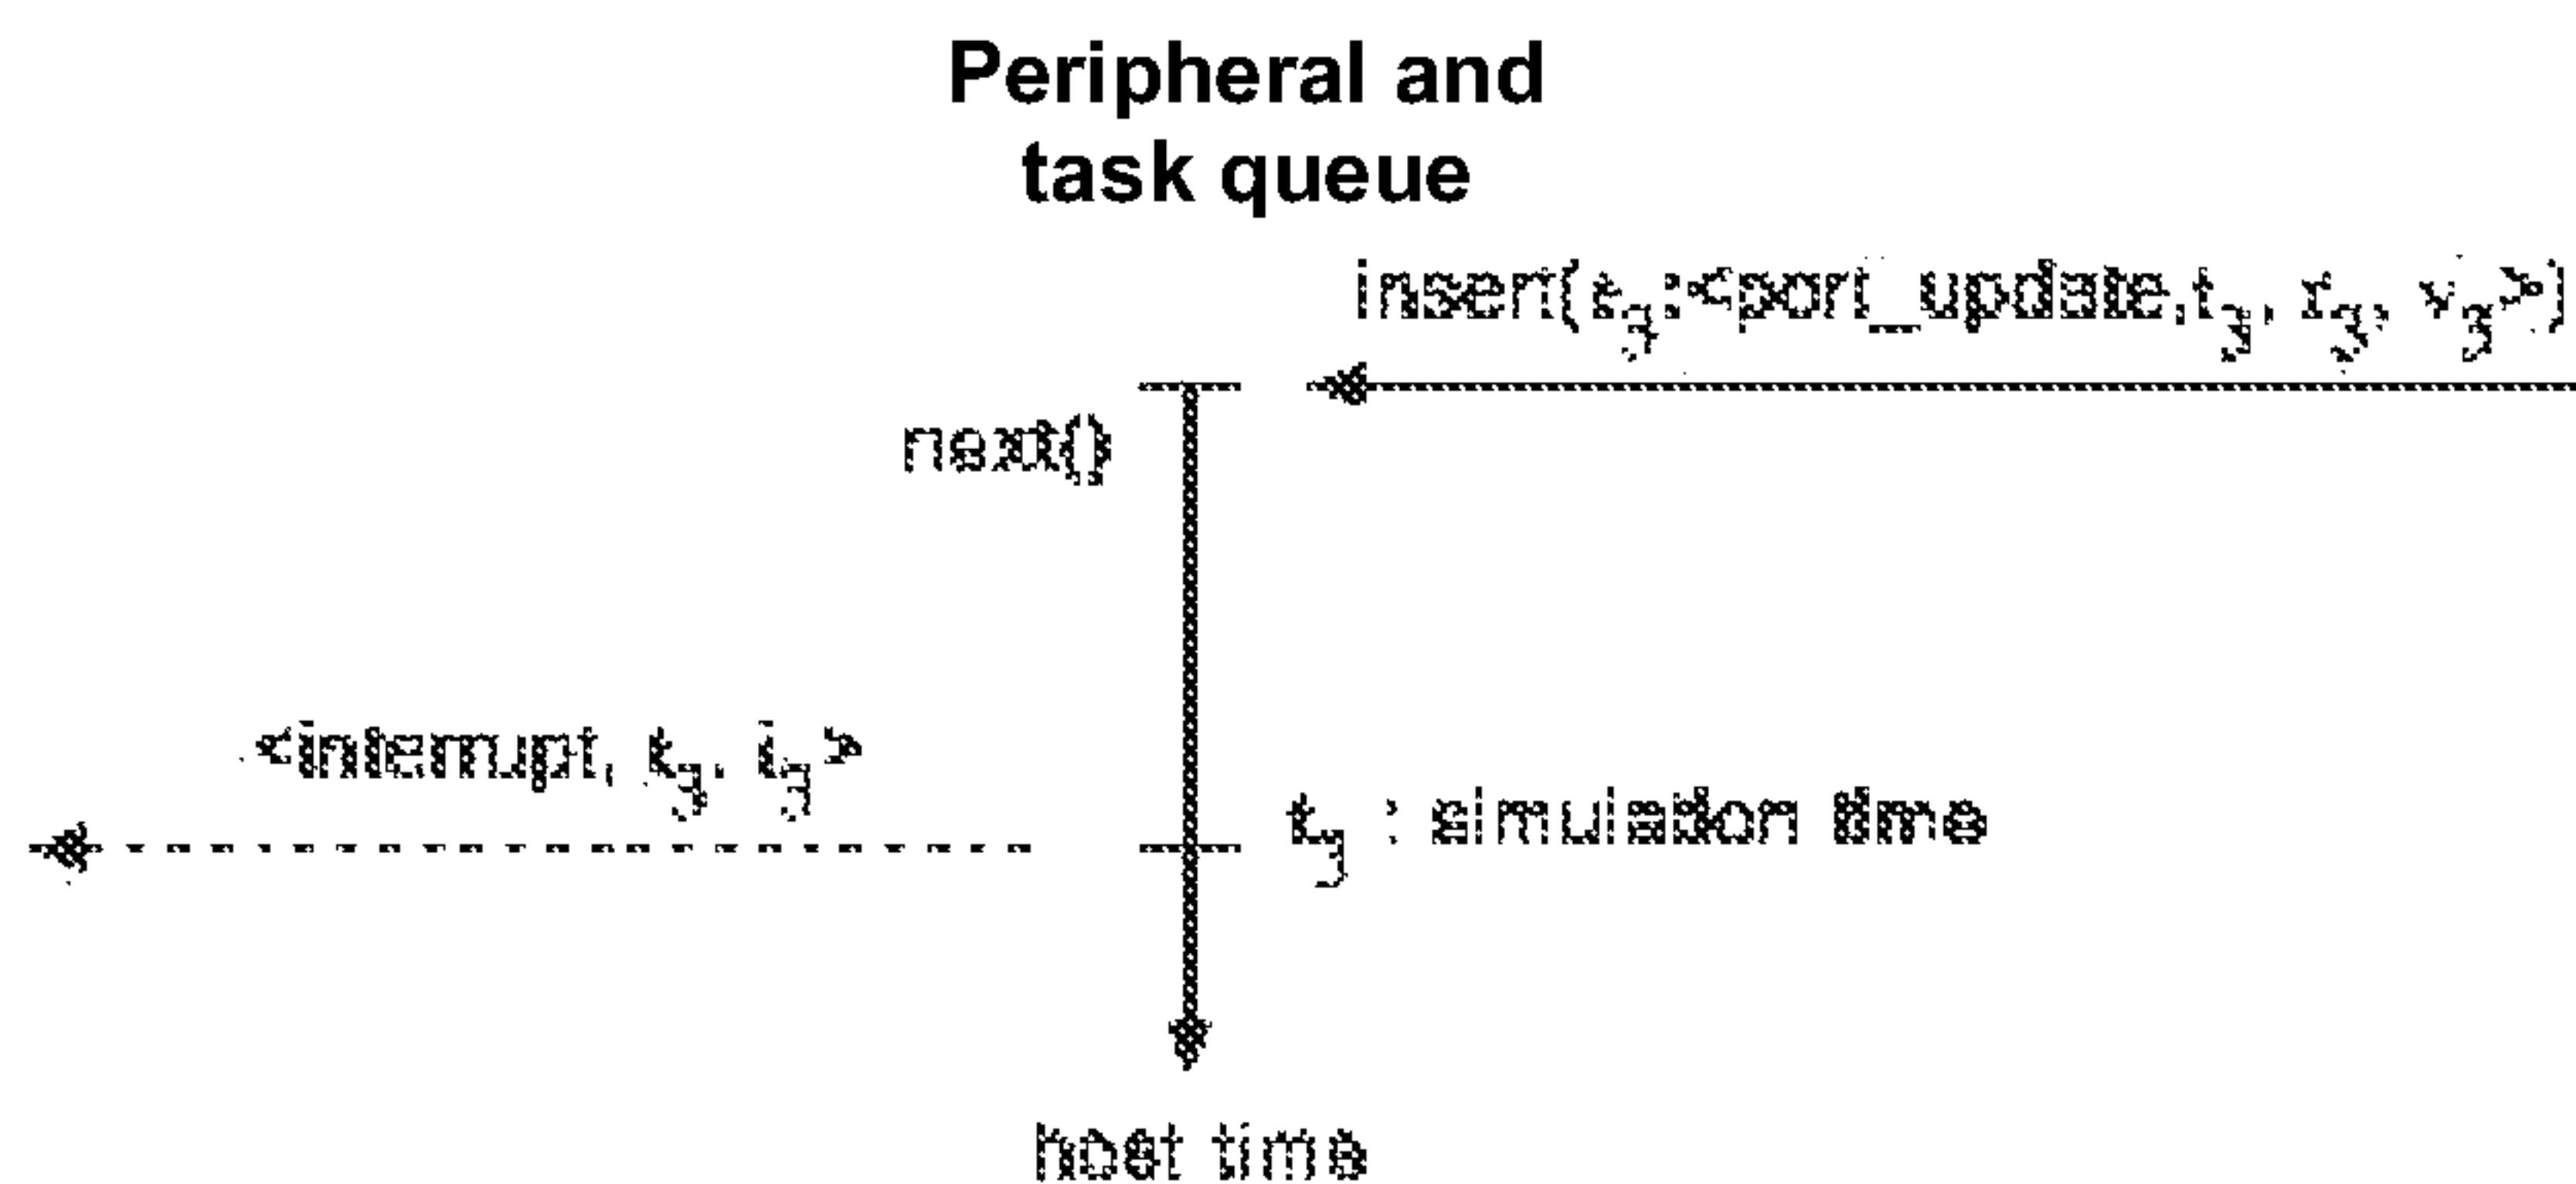 Peripheral and
task queue
insert(t₃:<port_update,t₃, r₃, v₃>)
next()
<interrupt, t₃, i₃>
t₃ : simulation time
host time